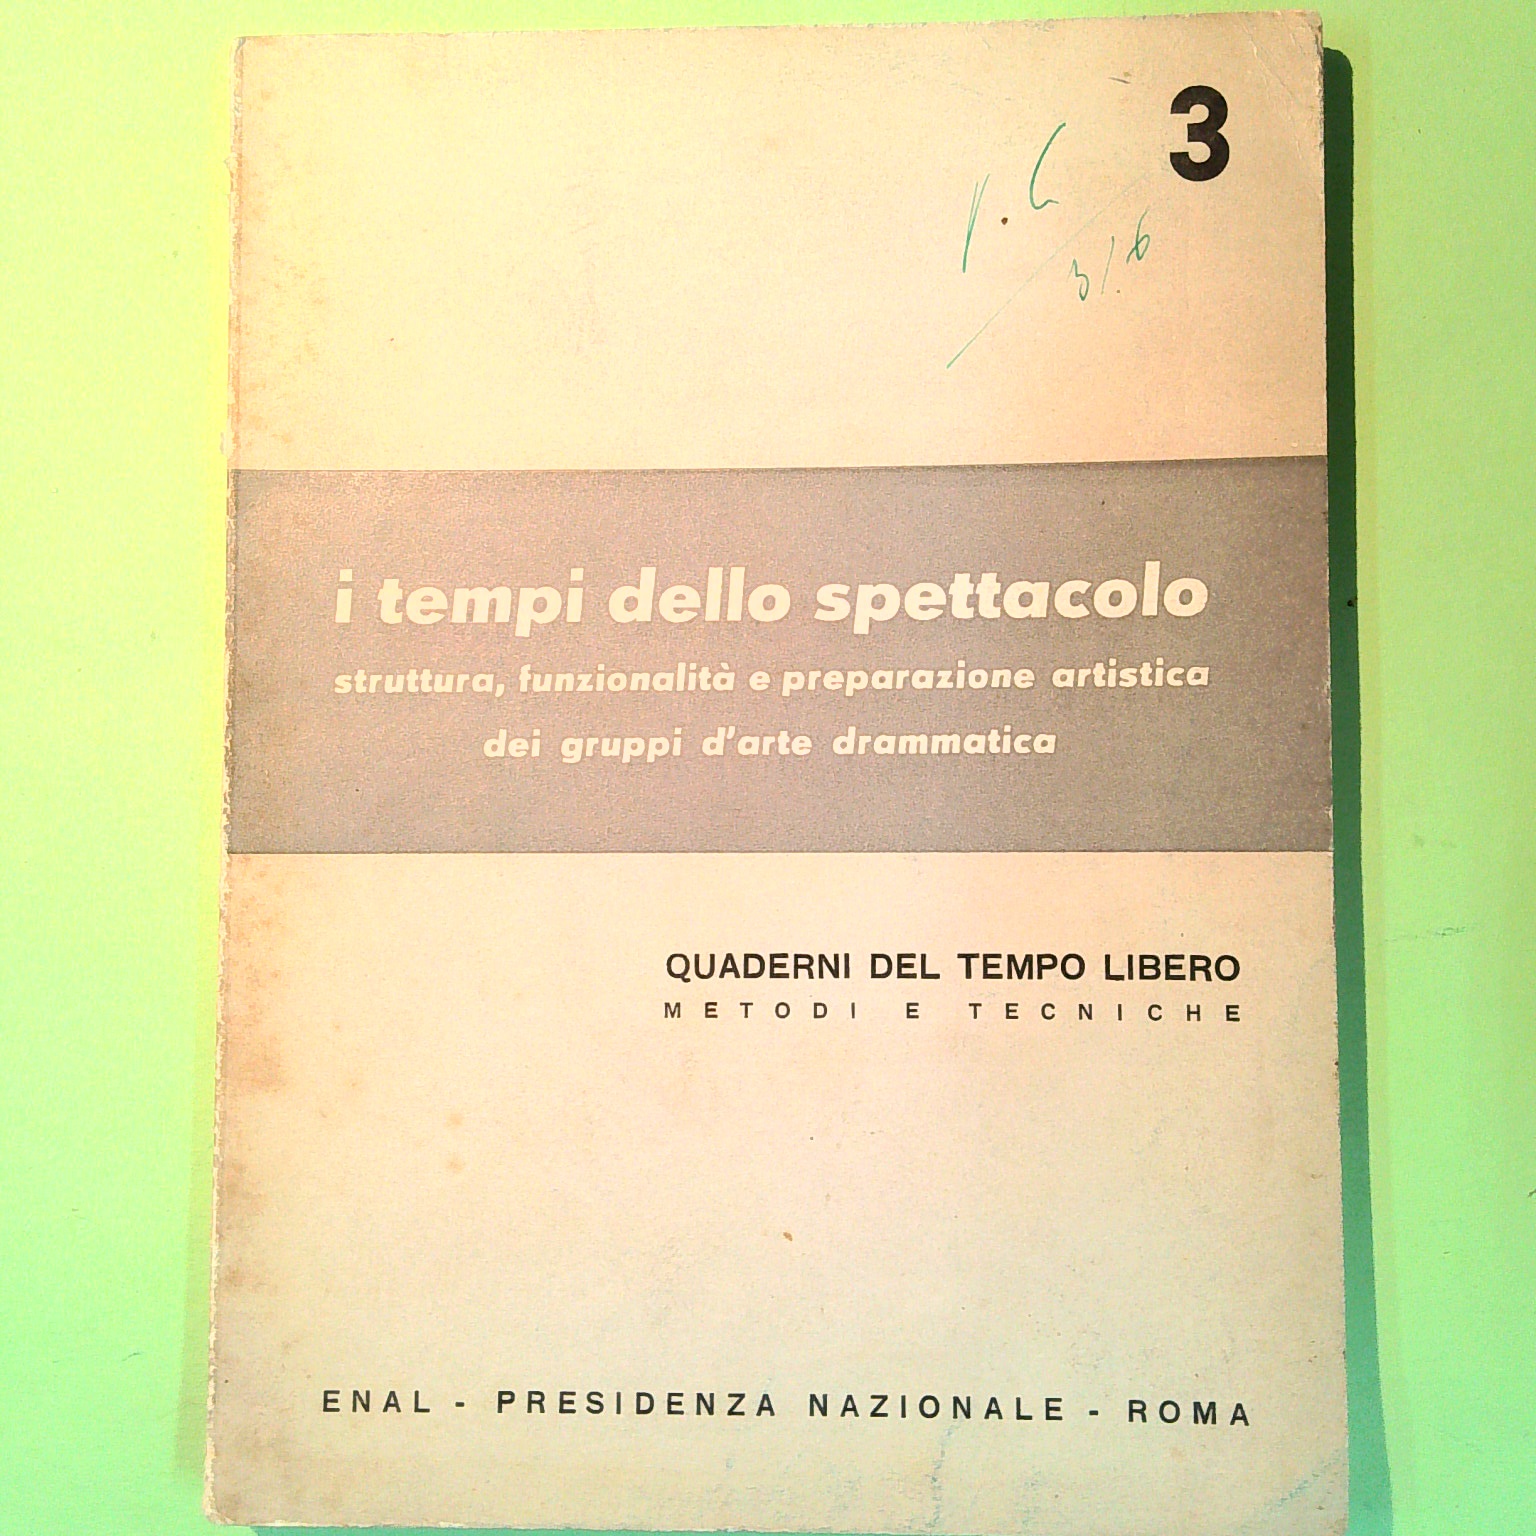 3
i tempi dello spettacolo
struttura, funzionalità e preparazione artistica
dei gruppi d'arte drammatica
QUADERNI DEL TEMPO LIBERO
METODI E TECNICHE
ENAL - PRESIDENZA NAZIONALE - ROMA